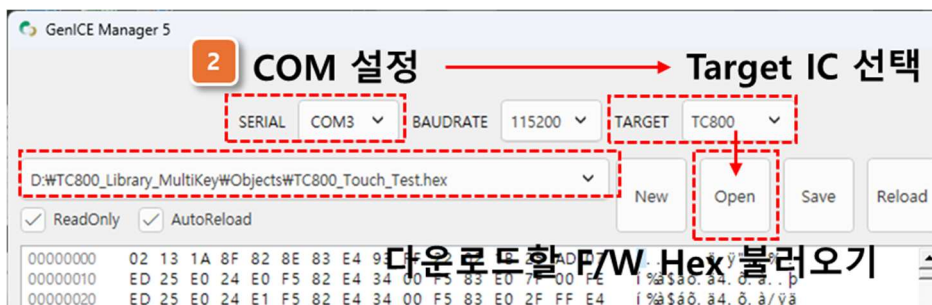 GenICE Manager 5
2 COM 설정 Target IC 선택
SERIAL COM3 BAUDRATE 115200 TARGET TC800
D:₩TC800_Library_MultiKey₩Objects₩TC800_Touch_Test.hex
New Open Save Reload
ReadOnly AutoReload
다운로드할 F/W Hex 불러오기
00000000 02 13 1A 8F 82 8E 83 E4 93
00000010 ED 25 E0 24 E0 F5 82 E4 34 00 F5 83 E0 7F 00 FE
00000020 ED 25 E0 24 E1 F5 82 E4 34 00 F5 83 E0 2F FF E4